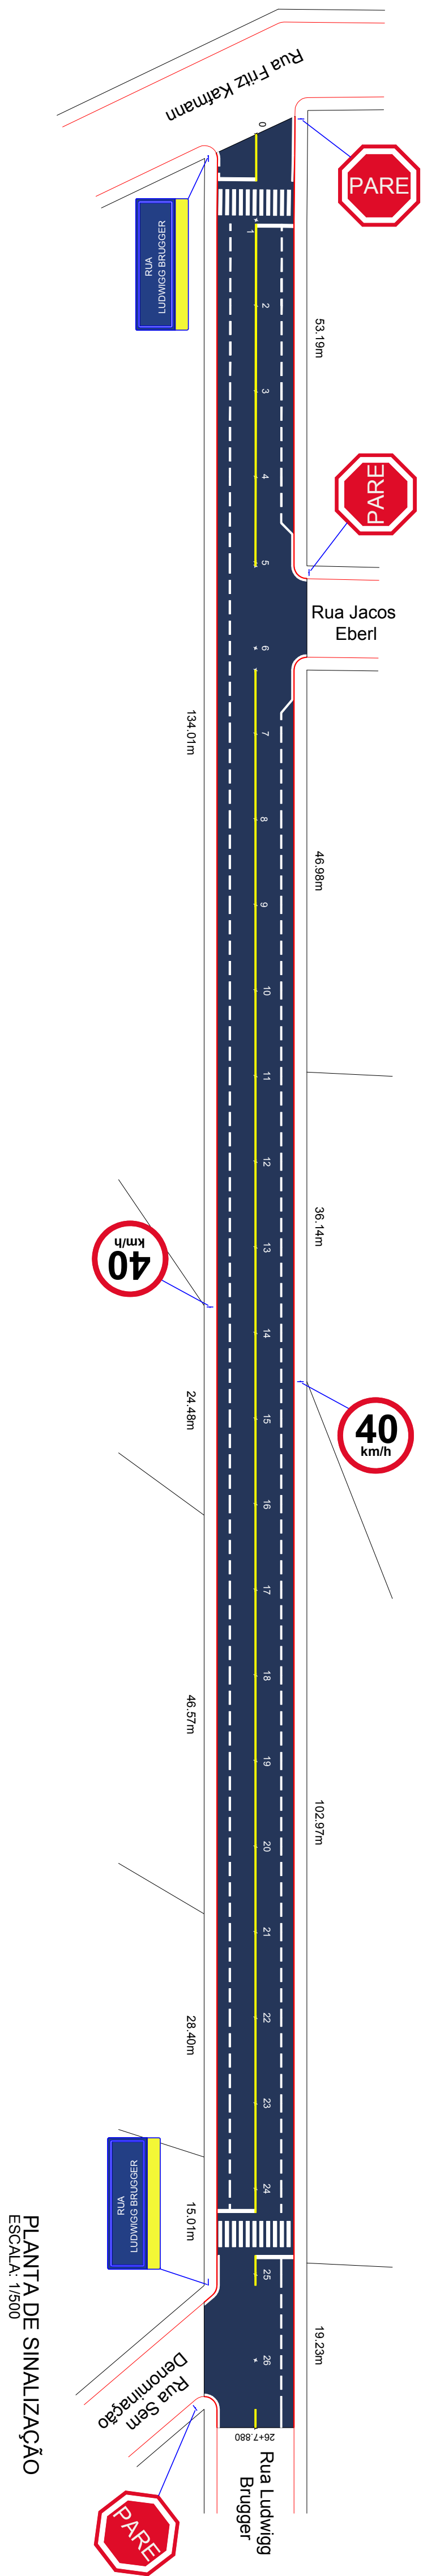 Rua Fritz Kafmann
0
PARE
RUA
LUDWIGG BRUGGER
1
2
53.19m
3
4
PARE
5
Rua Jacos
Eberl
6
134.01m
7
8
46.98m
9
10
11
12
36.14m
40
km/h
13
14
24.48m
15
40
km/h
16
17
46.57m
18
19
102.97m
20
21
22
28.40m
23
24
RUA
LUDWIGG BRUGGER
15.01m
25
19.23m
26
Rua Sem
Denominação
26+7.880
Rua Ludwigg
Brugger
PARE
PLANTA DE SINALIZAÇÃO
ESCALA: 1/500